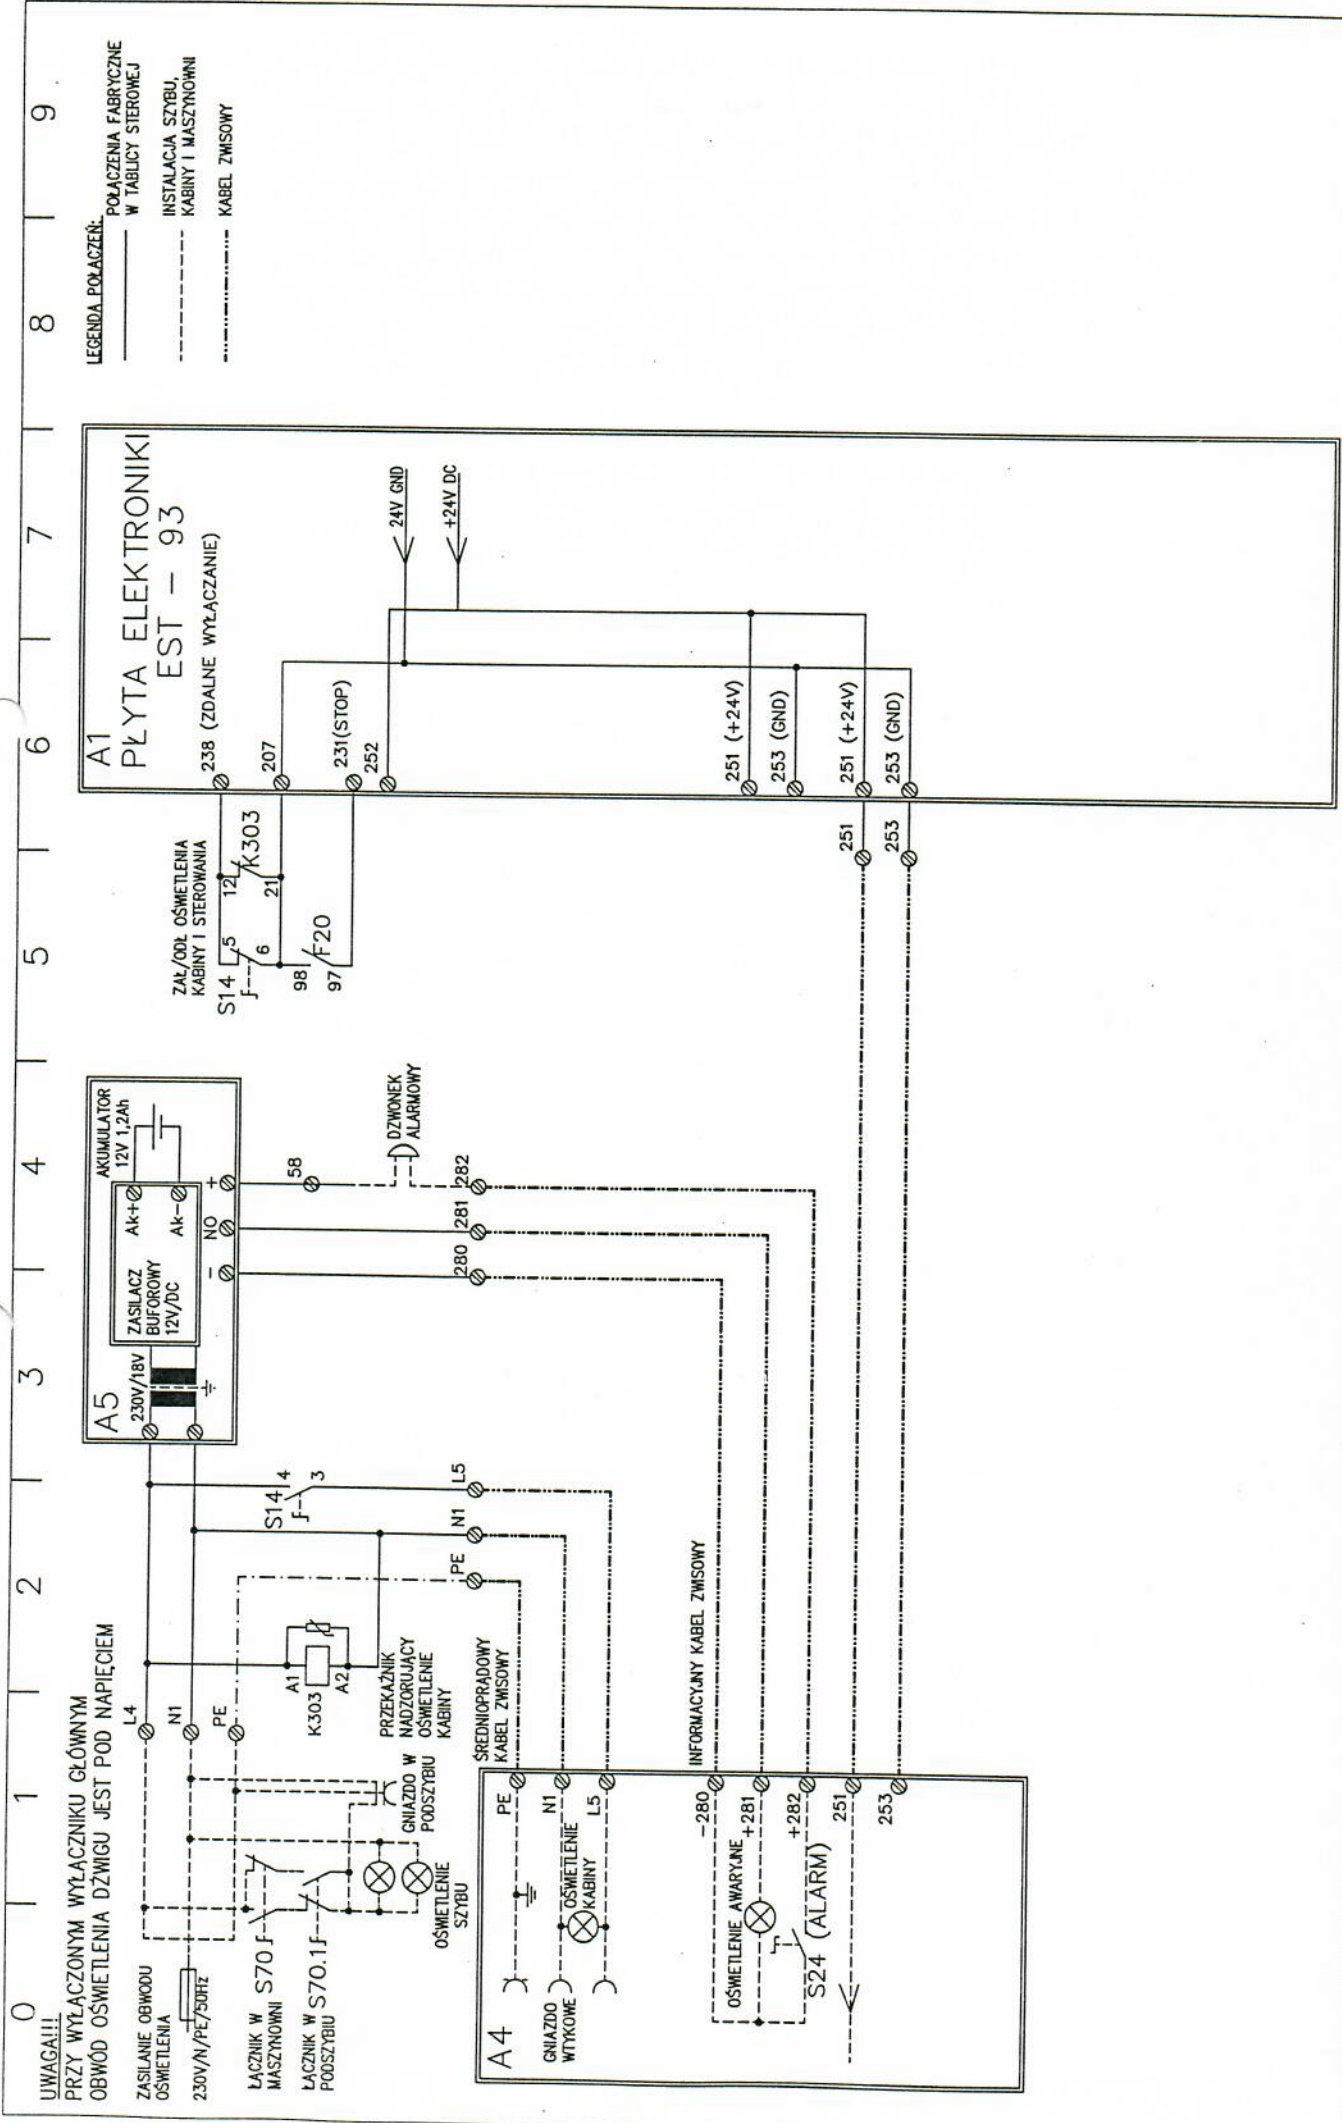 0 1 2 3 4 5 6 7 8 9
UWAGA!!!
PRZY WYŁĄCZONYM WYŁĄCZNIKU GŁÓWNYM
OBWÓD OŚWIETLENIA DŹWIGU JEST POD NAPIĘCIEM
ZASILANIE OBWODU
OŚWIETLENIA
230V/N/PE/50Hz
L4
N1
PE
ŁĄCZNIK W
MASZYNOWNI
S70
ŁĄCZNIK W
PODSZYBIU
S70.1
OŚWIETLENIE
SZYBU
GNIAZDO W
PODSZYBIU
A1
K303
A2
PRZEKAŹNIK
NADZORUJĄCY
OŚWIETLENIE
KABINY
S14
4
3
PE
N1
L5
A5
230V/18V
ZASILACZ
BUFOROWY
12V/DC
Ak+
Ak-
AKUMULATOR
12V 1,2Ah
-
NO
+
58
DZWONEK
ALARMOWY
280
281
282
ZAŁ/ODŁ OŚWIETLENIA
KABINY I STEROWANIA
S14
5
6
12
21
K303
98
97
F20
A1
PŁYTA ELEKTRONIKI
EST - 93
238 (ZDALNE WYŁĄCZANIE)
207
231(STOP)
252
24V GND
+24V DC
251 (+24V)
253 (GND)
251 (+24V)
253 (GND)
251
253
LEGENDA POŁĄCZEŃ:
POŁĄCZENIA FABRYCZNE
W TABLICY STEROWEJ
INSTALACJA SZYBU,
KABINY I MASZYNOWNI
KABEL ZWISOWY
ŚREDNIOPRĄDOWY
KABEL ZWISOWY
INFORMACYJNY KABEL ZWISOWY
A4
GNIAZDO
WTYKOWE
PE
N1
L5
OŚWIETLENIE
KABINY
OŚWIETLENIE AWARYJNE
-280
+281
+282
251
253
S24 (ALARM)